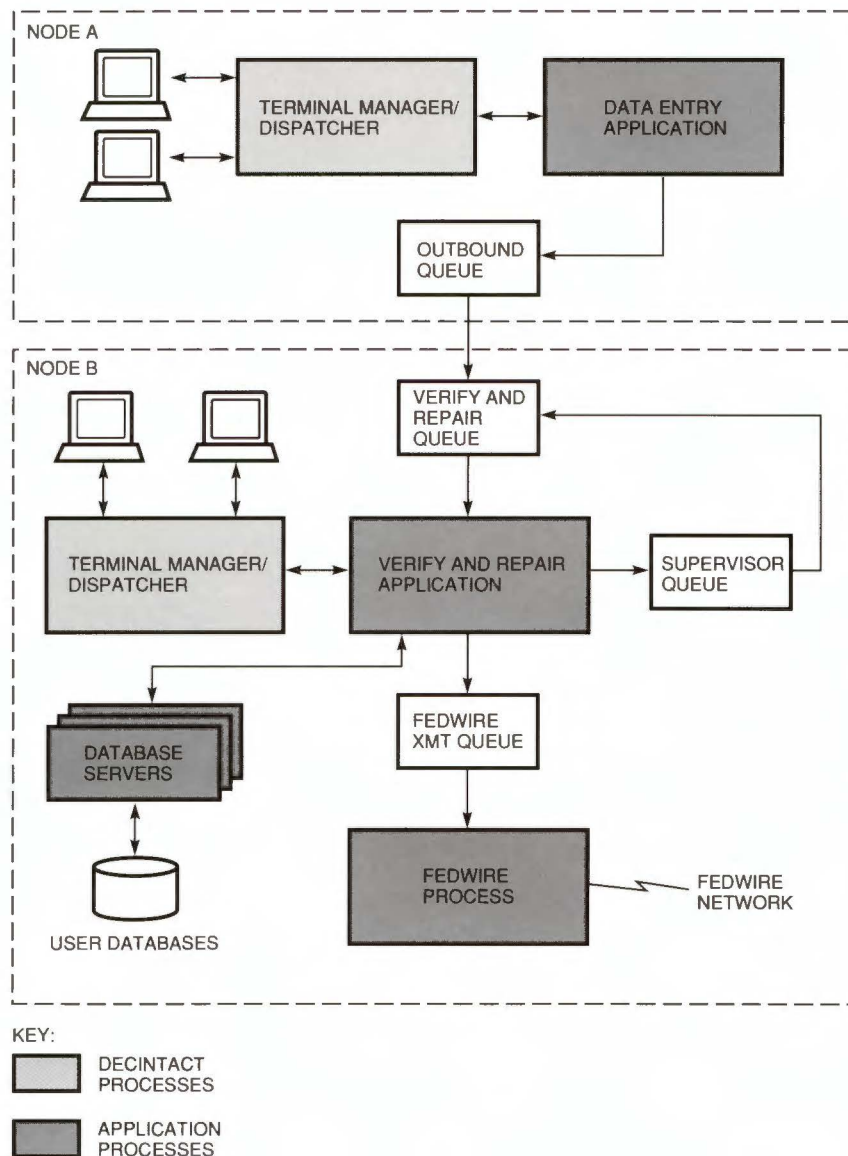 NODE A
TERMINAL MANAGER/
DISPATCHER
DATA ENTRY
APPLICATION
OUTBOUND
QUEUE
NODE B
VERIFY AND
REPAIR
QUEUE
TERMINAL MANAGER/
DISPATCHER
VERIFY AND REPAIR
APPLICATION
SUPERVISOR
QUEUE
DATABASE
SERVERS
FEDWIRE
XMT QUEUE
USER DATABASES
FEDWIRE
PROCESS
FEDWIRE
NETWORK
KEY:
DECINTACT
PROCESSES
APPLICATION
PROCESSES